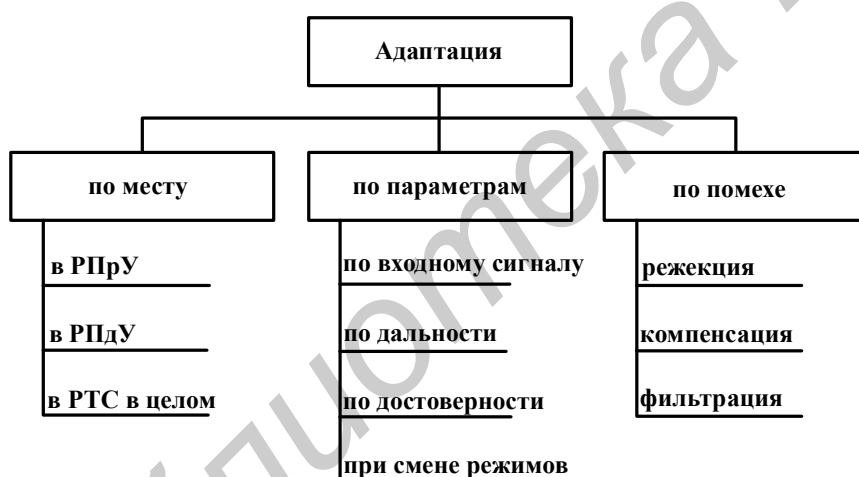 Адаптация
по месту
по параметрам
по помехе
в РПрУ
в РПдУ
в РТС в целом
по входному сигналу
по дальности
по достоверности
при смене режимов
режекция
компенсация
фильтрация